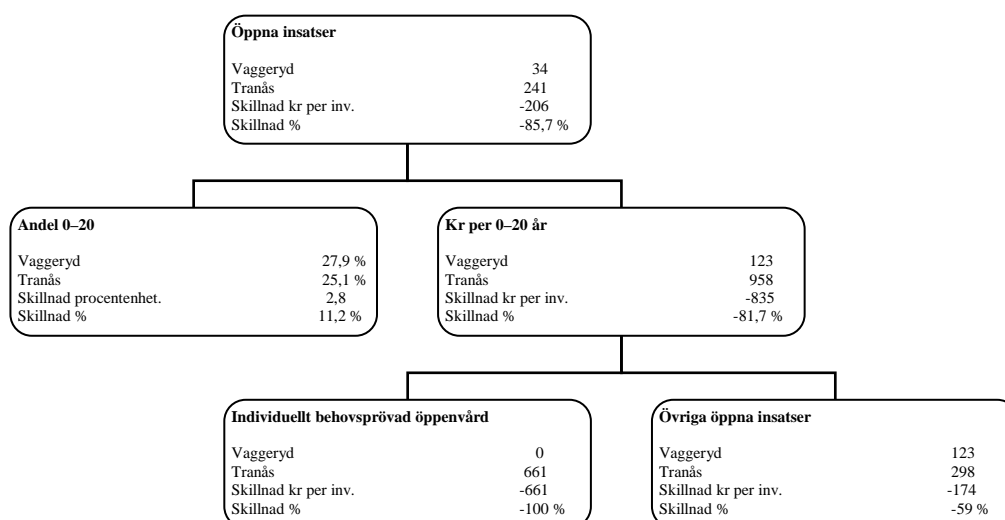 Öppna insatser
Vaggeryd 34
Tranås 241
Skillnad kr per inv. -206
Skillnad % -85,7 %
Andel 0–20
Vaggeryd 27,9 %
Tranås 25,1 %
Skillnad procentenhet. 2,8
Skillnad % 11,2 %
Kr per 0–20 år
Vaggeryd 123
Tranås 958
Skillnad kr per inv. -835
Skillnad % -81,7 %
Individuellt behovsprövad öppenvård
Vaggeryd 0
Tranås 661
Skillnad kr per inv. -661
Skillnad % -100 %
Övriga öppna insatser
Vaggeryd 123
Tranås 298
Skillnad kr per inv. -174
Skillnad % -59 %